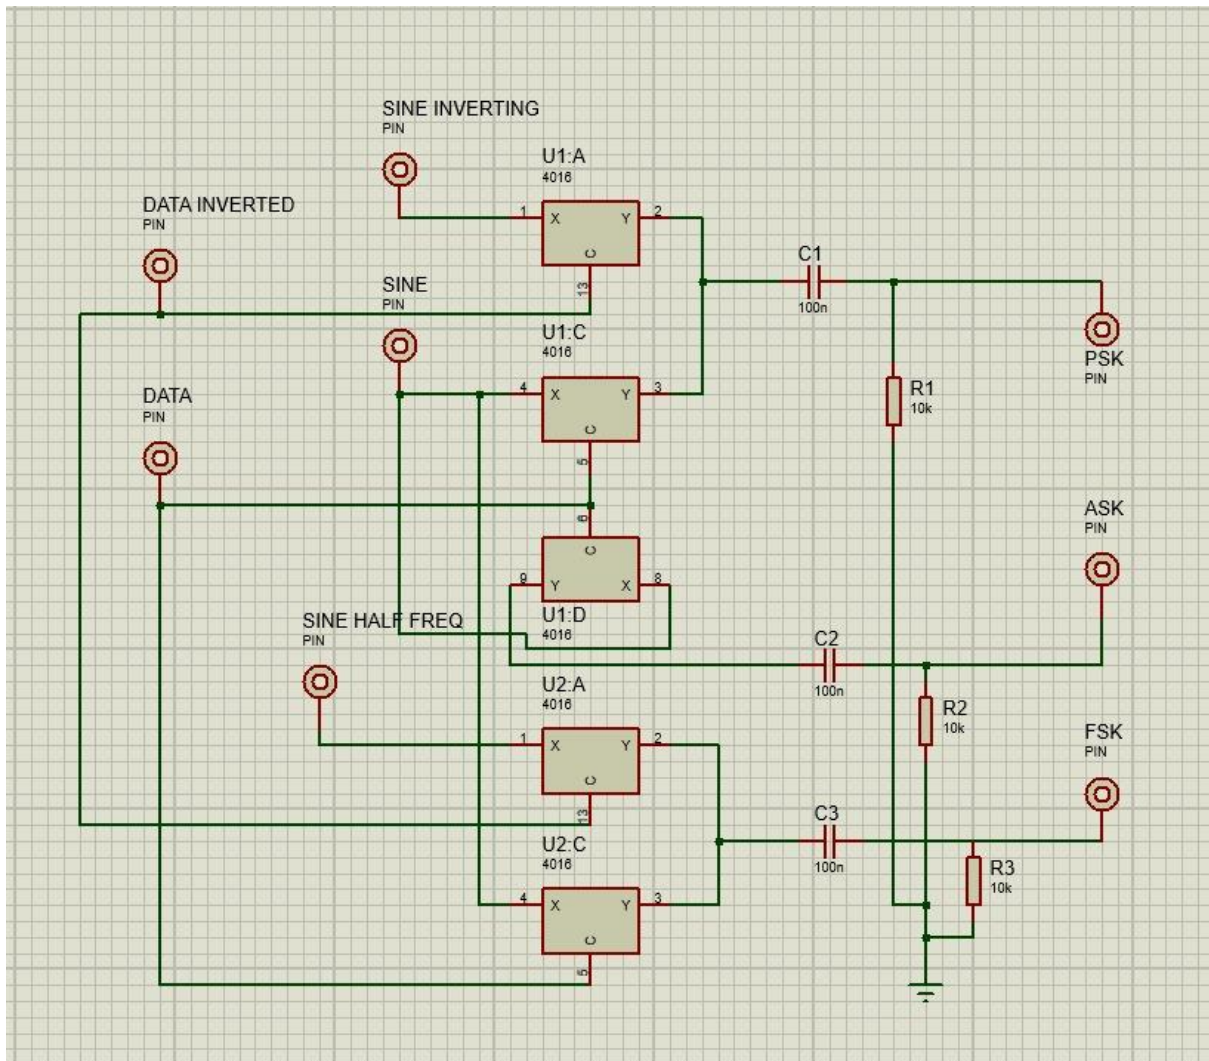 SINE INVERTING
PIN
U1:A
4016
1
X
Y
2
C
13
DATA INVERTED
PIN
C1
100n
SINE
PIN
U1:C
4016
4
X
Y
3
C
5
PSK
PIN
R1
10k
DATA
PIN
6
C
9
Y
X
8
U1:D
4016
ASK
PIN
SINE HALF FREQ
PIN
C2
100n
U2:A
4016
1
X
Y
2
C
13
R2
10k
FSK
PIN
U2:C
4016
4
X
Y
3
C
5
C3
100n
R3
10k